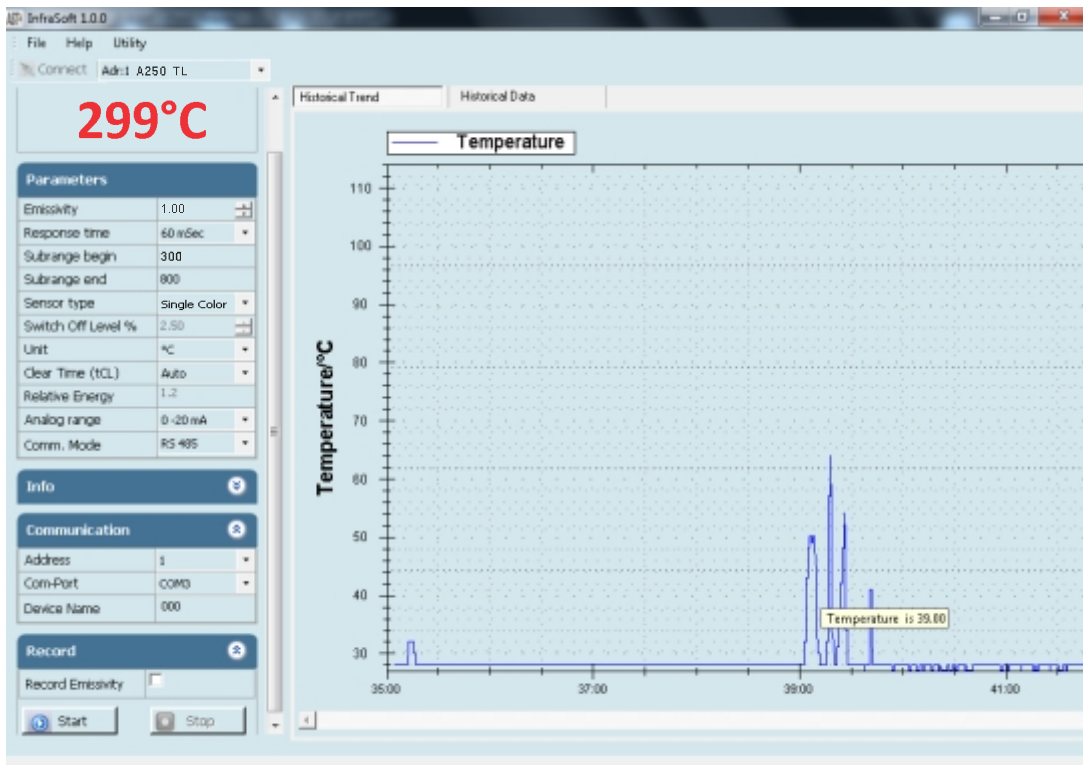 InfraSoft 1.0.0
File Help Utility
Connect Adr:1 A250 TL
299°C
Parameters
Emissivity 1.00
Response time 60 mSec
Subrange begin 300
Subrange end 800
Sensor type Single Color
Switch Off Level % 2.50
Unit °C
Clear Time (tCL) Auto
Relative Energy 1.2
Analog range 0-20 mA
Comm. Mode RS 485
Info
Communication
Address 1
Com-Port COM3
Device Name 000
Record
Record Emissivity
Start Stop
Historical Trend Historical Data
Temperature
Temperature/°C
110
100
90
80
70
60
50
40
30
Temperature is 39.00
35:00 37:00 39:00 41:00